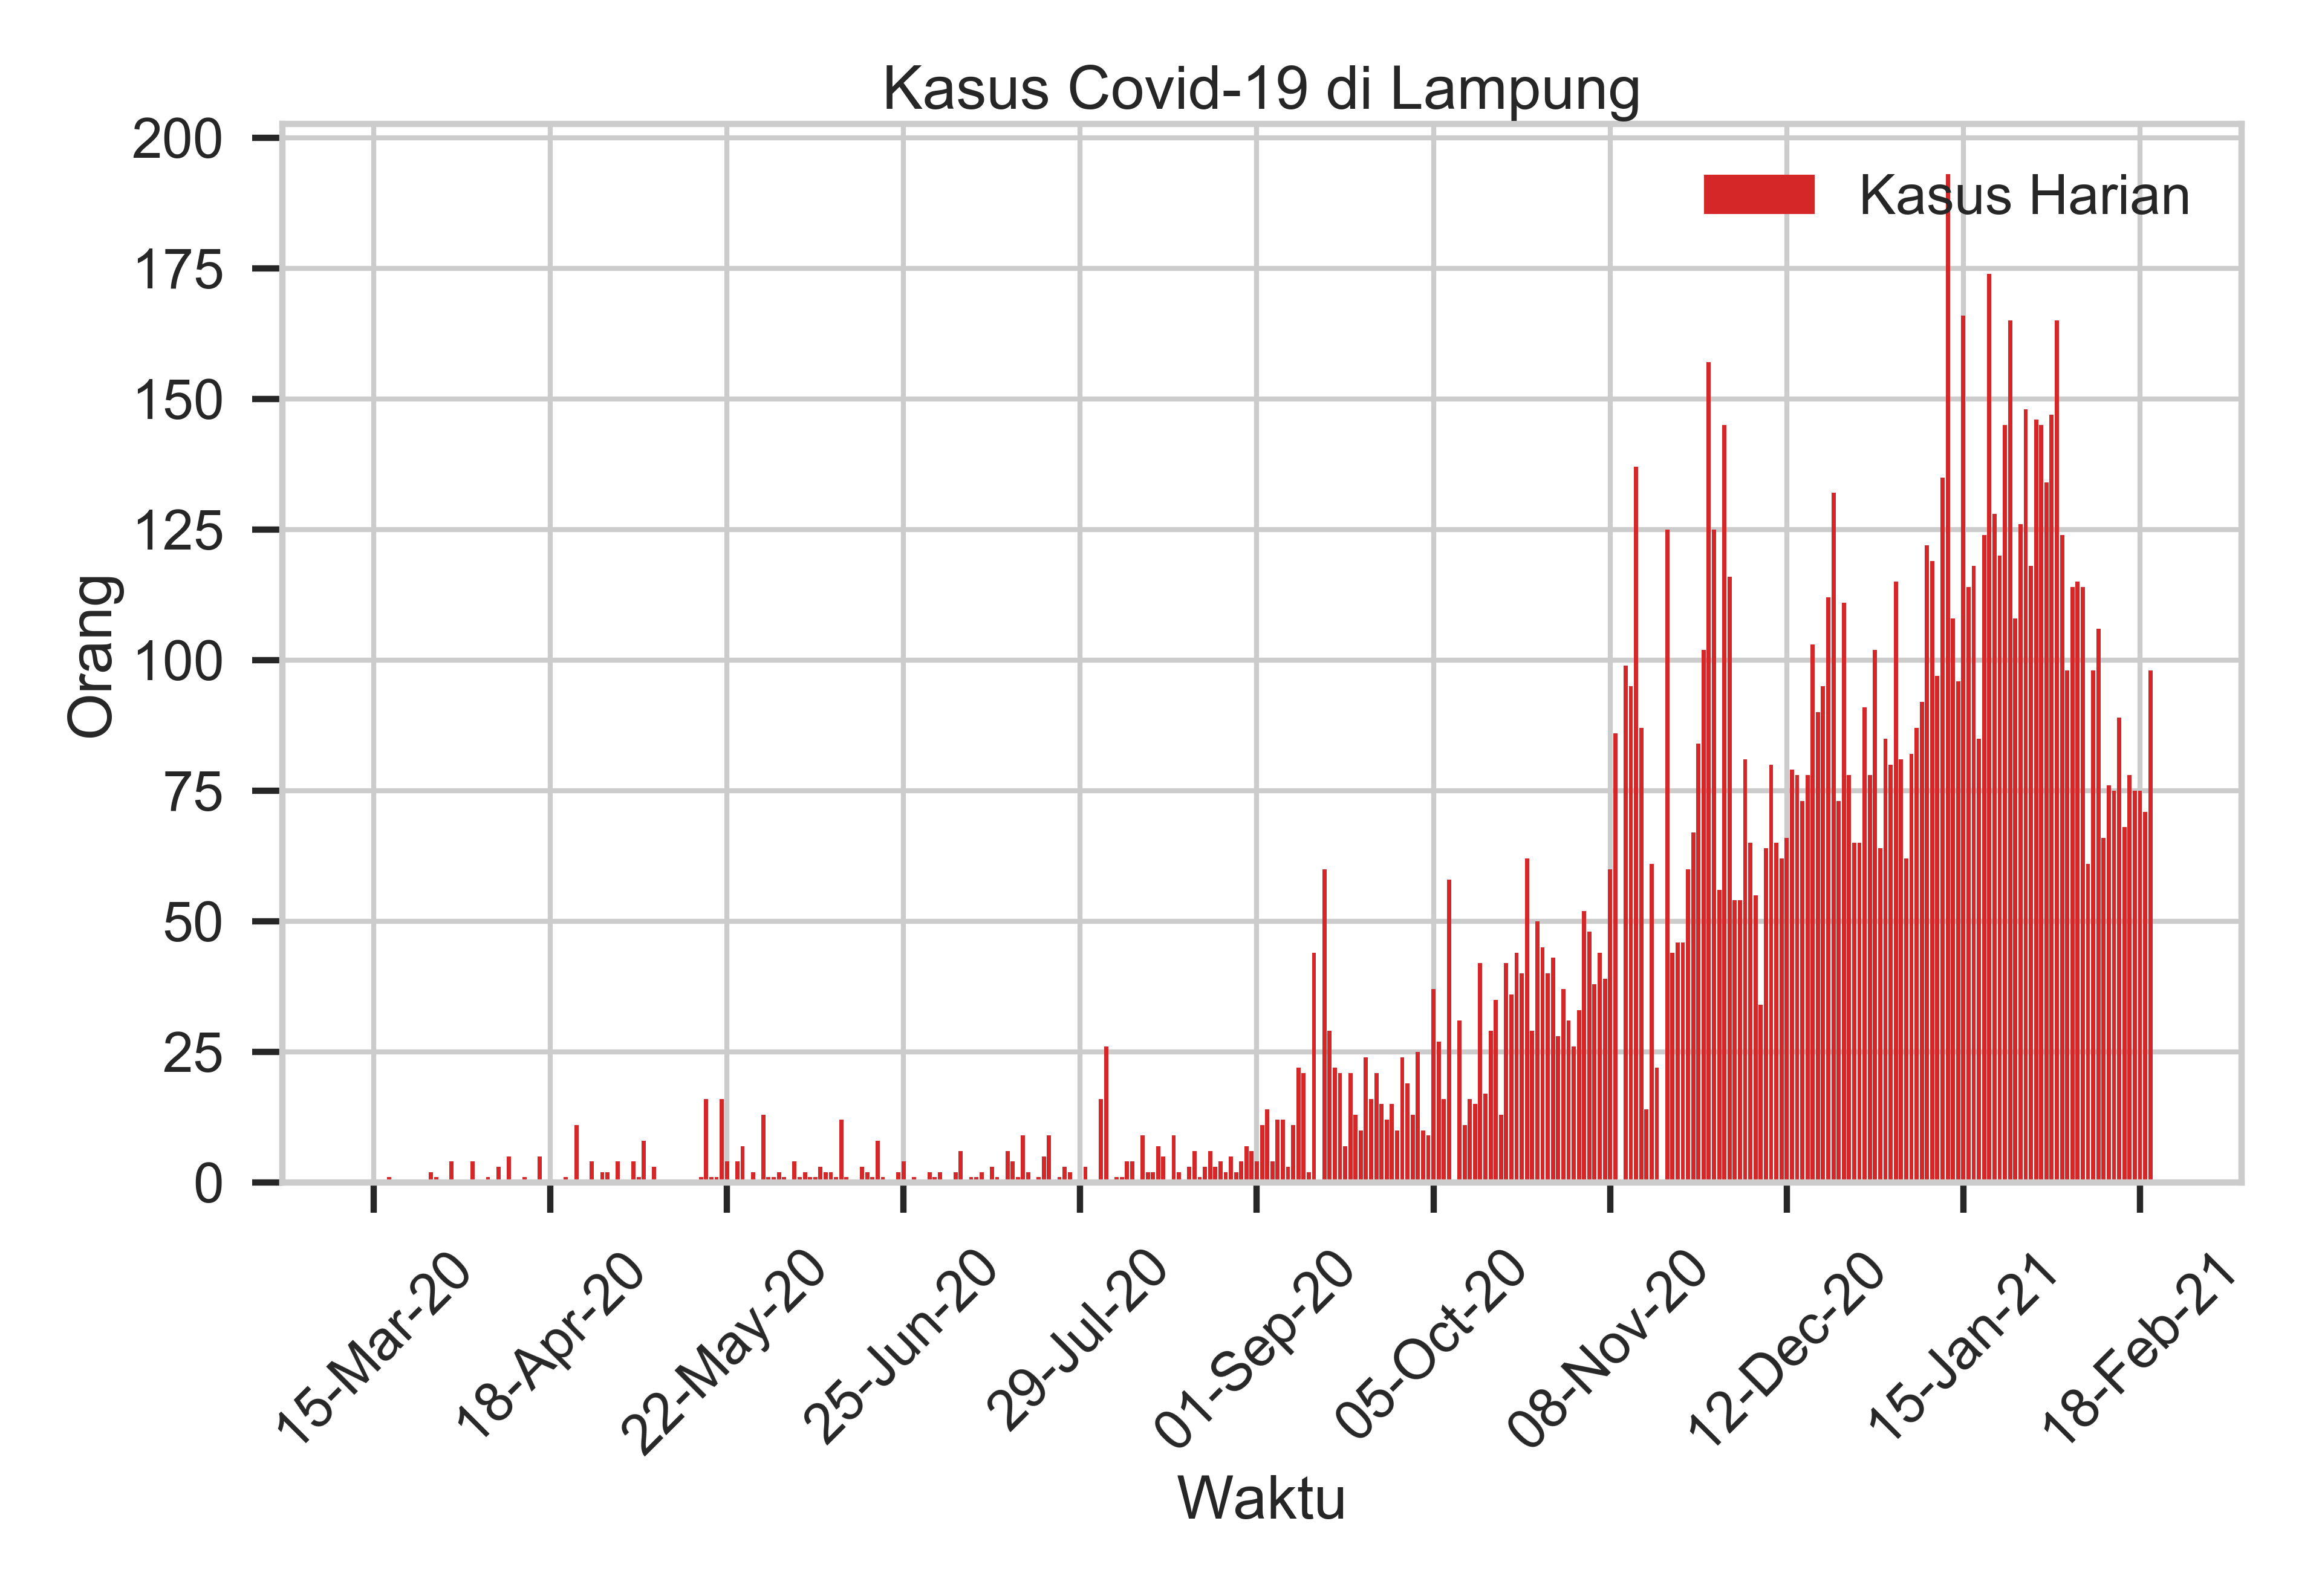 Kasus Covid-19 di Lampung
Kasus Harian
200
175
150
125
100
75
50
25
0
Orang
15-Mar-20
18-Apr-20
22-May-20
25-Jun-20
29-Jul-20
01-Sep-20
05-Oct-20
08-Nov-20
12-Dec-20
15-Jan-21
18-Feb-21
Waktu